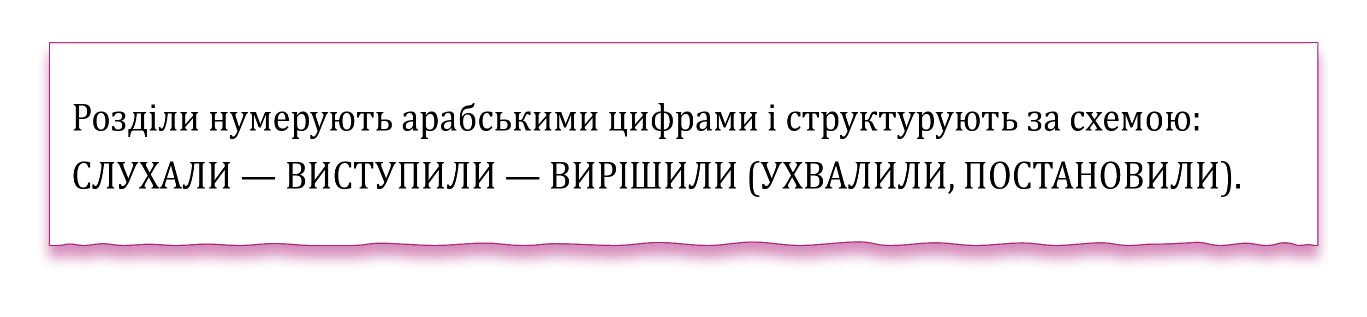 Розділи нумерують арабськими цифрами і структурують за схемою:
СЛУХАЛИ — ВИСТУПИЛИ — ВИРІШИЛИ (УХВАЛИЛИ, ПОСТАНОВИЛИ).